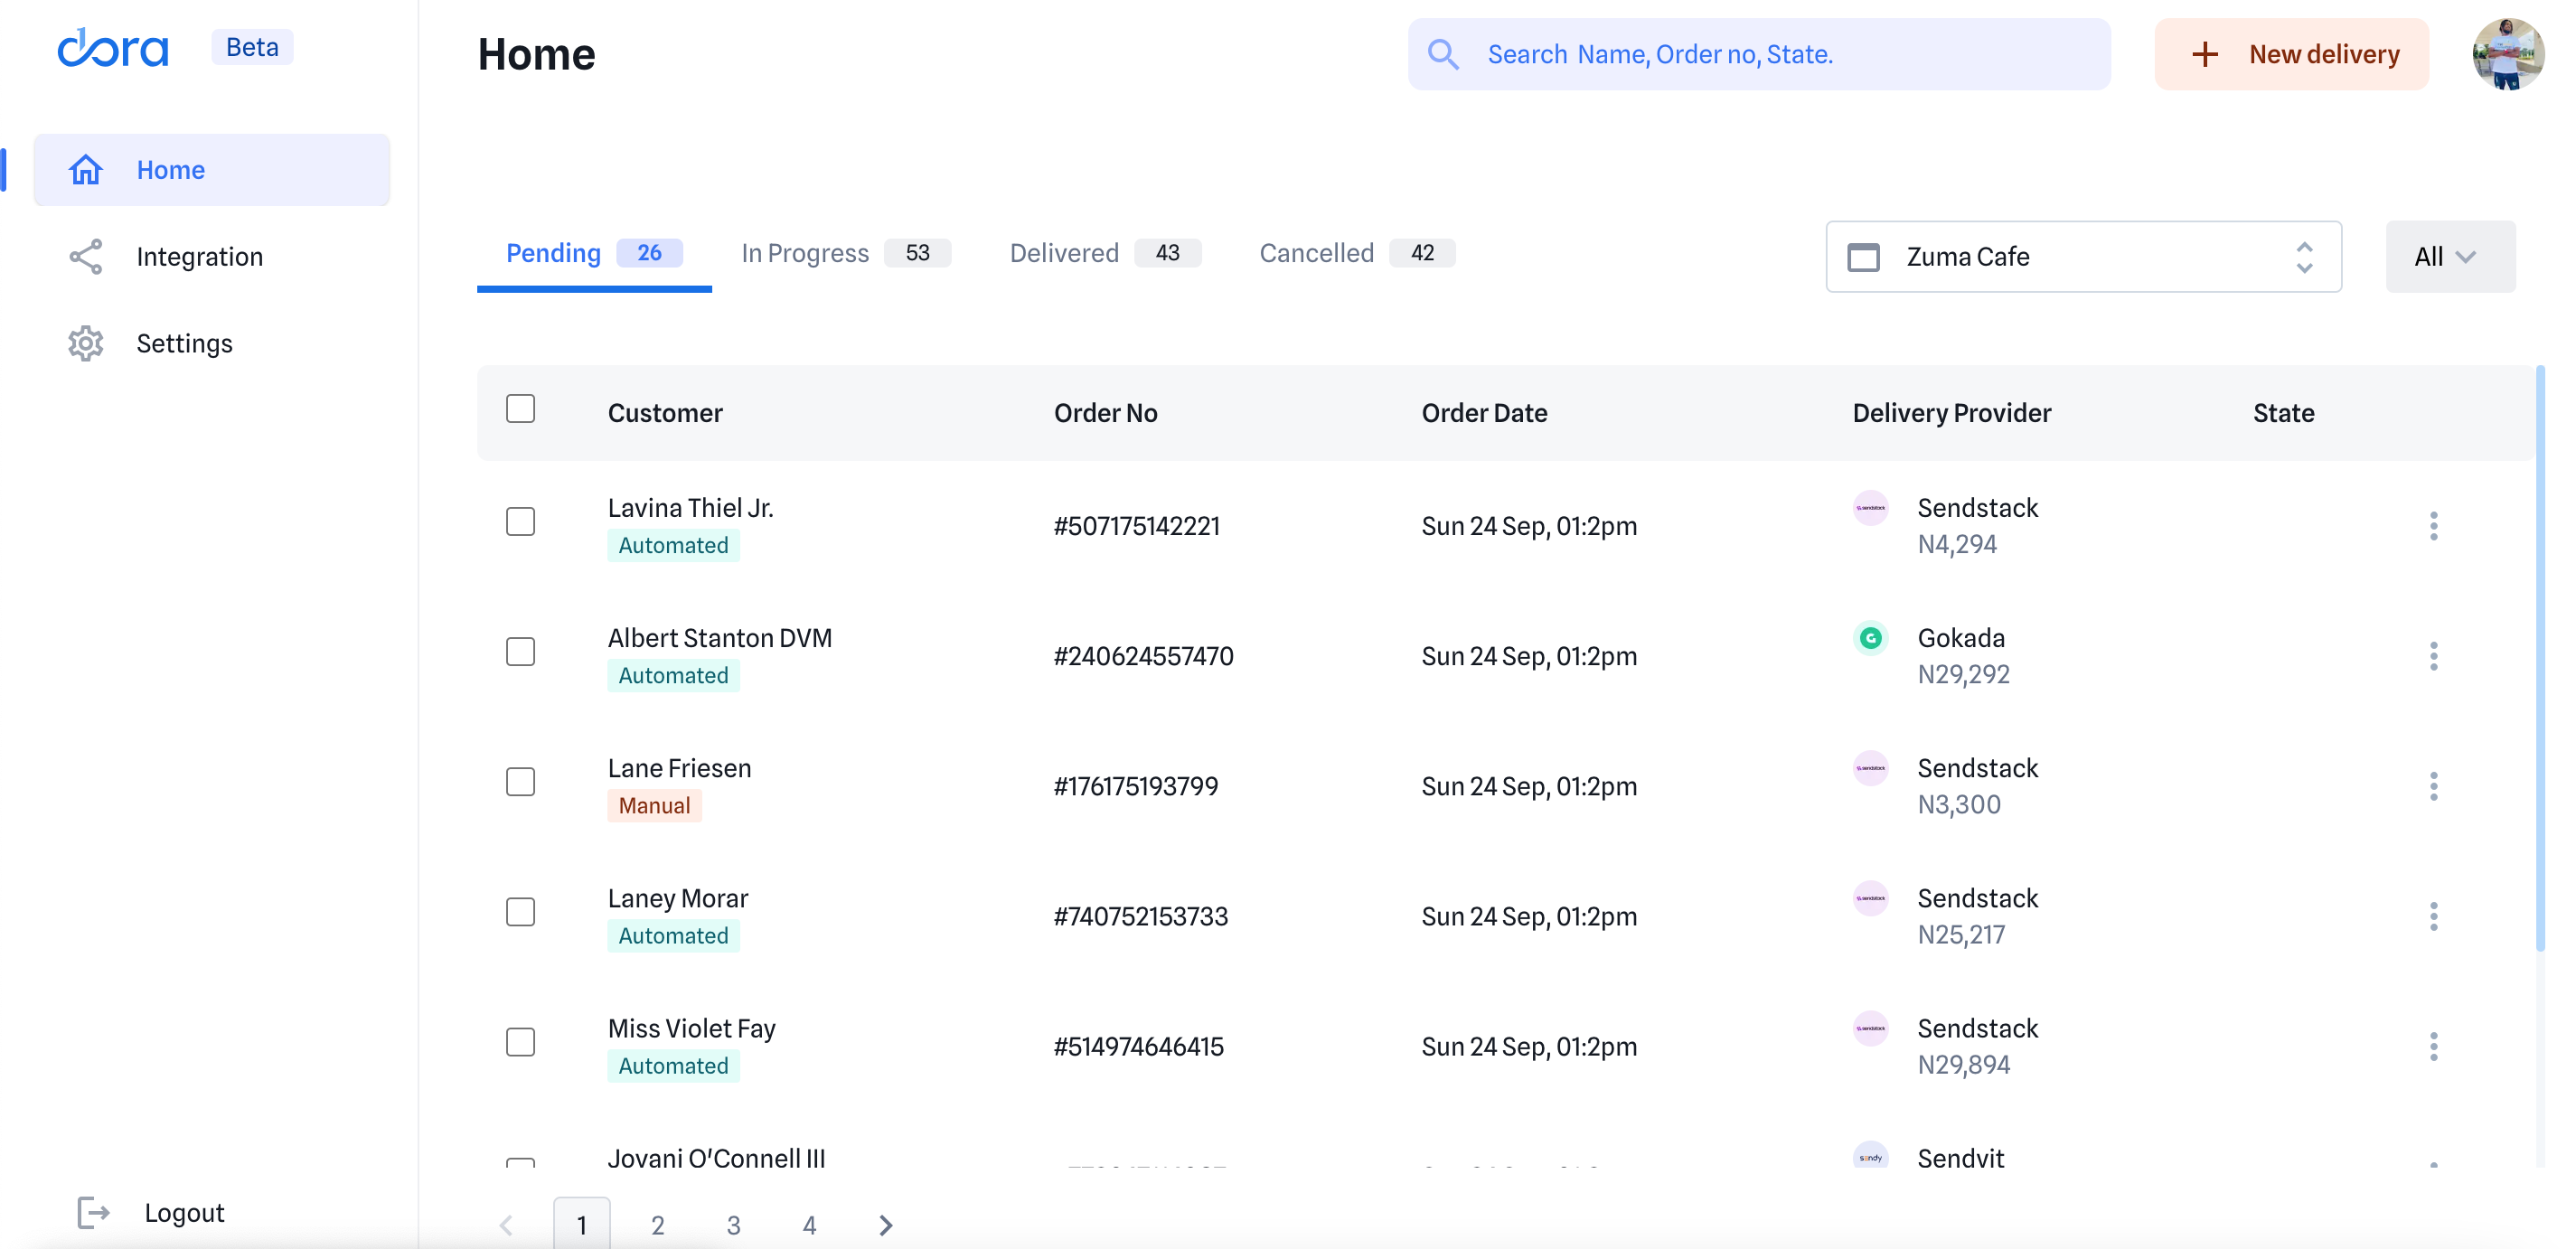 dora
Beta
Home
Search Name, Order no, State.
New delivery
Home
Integration
Settings
Pending 26
In Progress 53
Delivered 43
Cancelled 42
Zuma Cafe
All
Customer
Order No
Order Date
Delivery Provider
State
Lavina Thiel Jr.
Automated
#507175142221
Sun 24 Sep, 01:2pm
sendstack
Sendstack
N4,294
Albert Stanton DVM
Automated
#240624557470
Sun 24 Sep, 01:2pm
G
Gokada
N29,292
Lane Friesen
Manual
#176175193799
Sun 24 Sep, 01:2pm
sendstack
Sendstack
N3,300
Laney Morar
Automated
#740752153733
Sun 24 Sep, 01:2pm
sendstack
Sendstack
N25,217
Miss Violet Fay
Automated
#514974646415
Sun 24 Sep, 01:2pm
sendstack
Sendstack
N29,894
Jovani O'Connell III
sendy
Sendvit
Logout
1
2
3
4